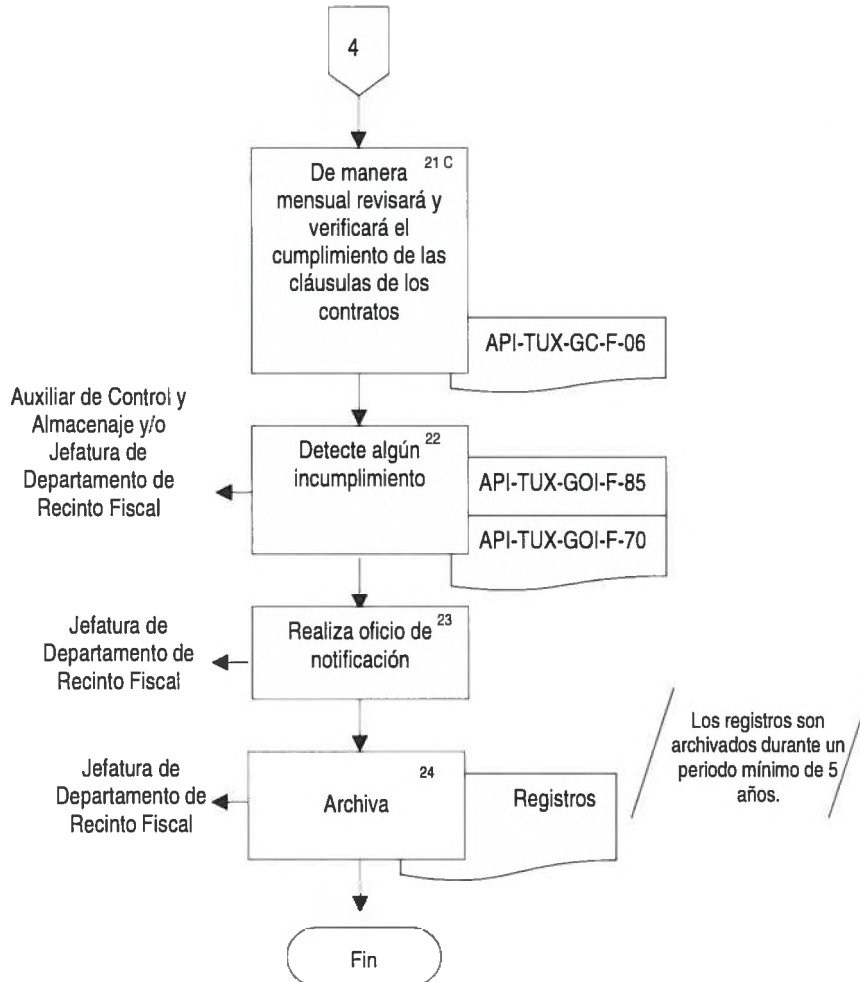 4
21 C
De manera
mensual revisará y
verificará el
cumplimiento de las
cláusulas de los
contratos
API-TUX-GC-F-06
Auxiliar de Control y
Almacenaje y/o
Jefatura de
Departamento de
Recinto Fiscal
Detecte algún 22
incumplimiento
API-TUX-GOI-F-85
API-TUX-GOI-F-70
Jefatura de
Departamento de
Recinto Fiscal
Realiza oficio de 23
notificación
Los registros son
archivados durante un
periodo mínimo de 5
años.
Jefatura de
Departamento de
Recinto Fiscal
24
Archiva
Registros
Fin